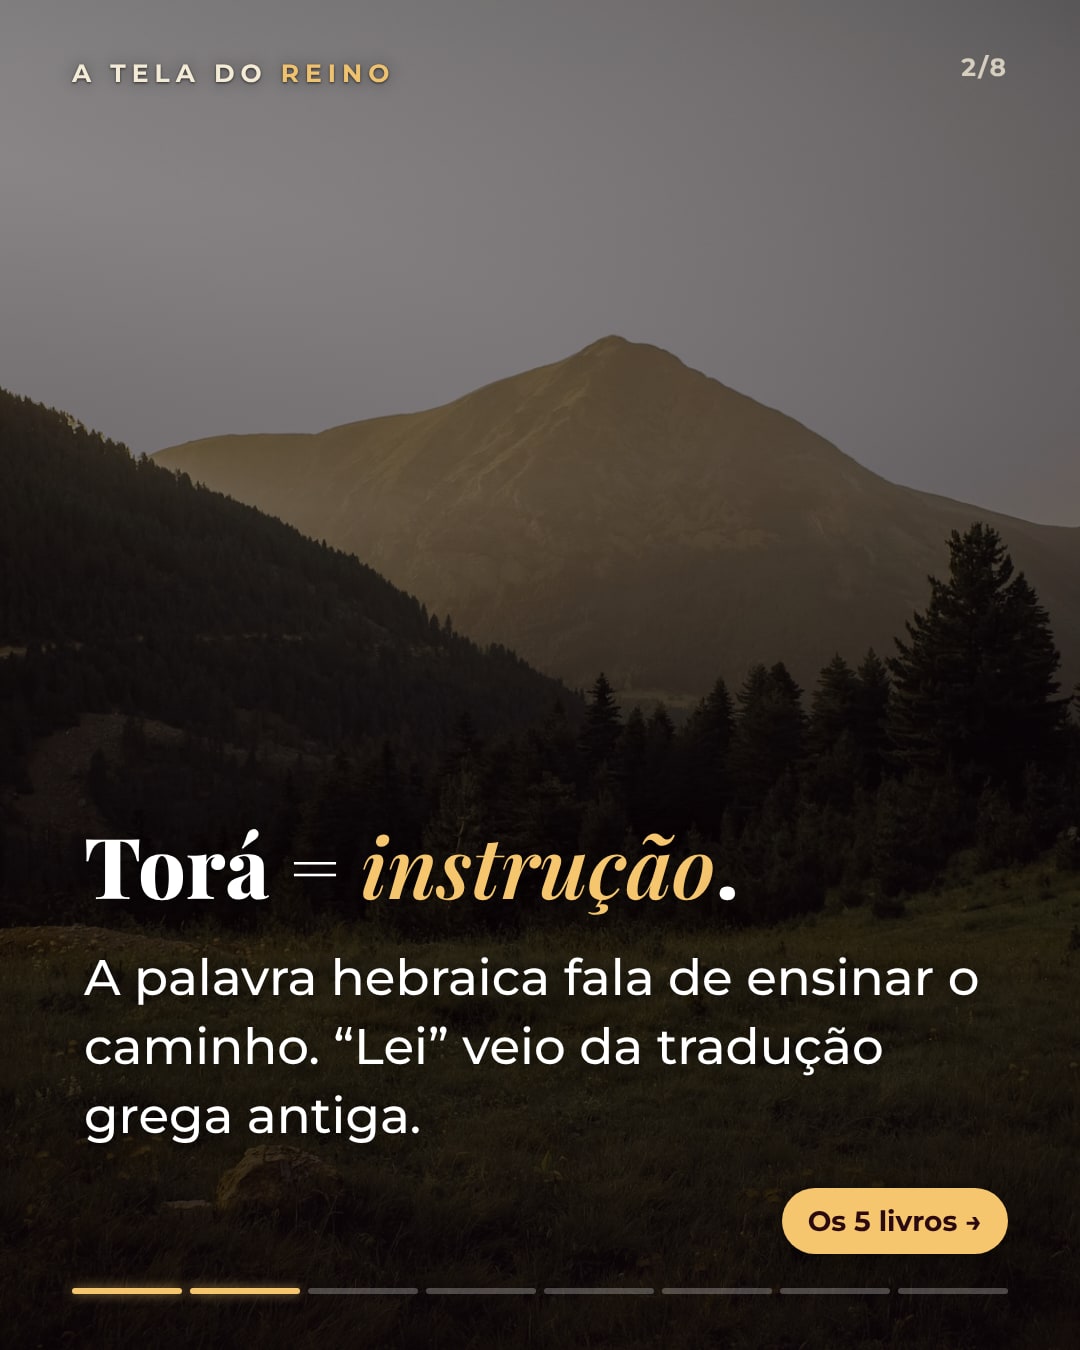 A TELA DO REINO
2/8
Torá = instrução.
A palavra hebraica fala de ensinar o
caminho. “Lei” veio da tradução
grega antiga.
Os 5 livros →